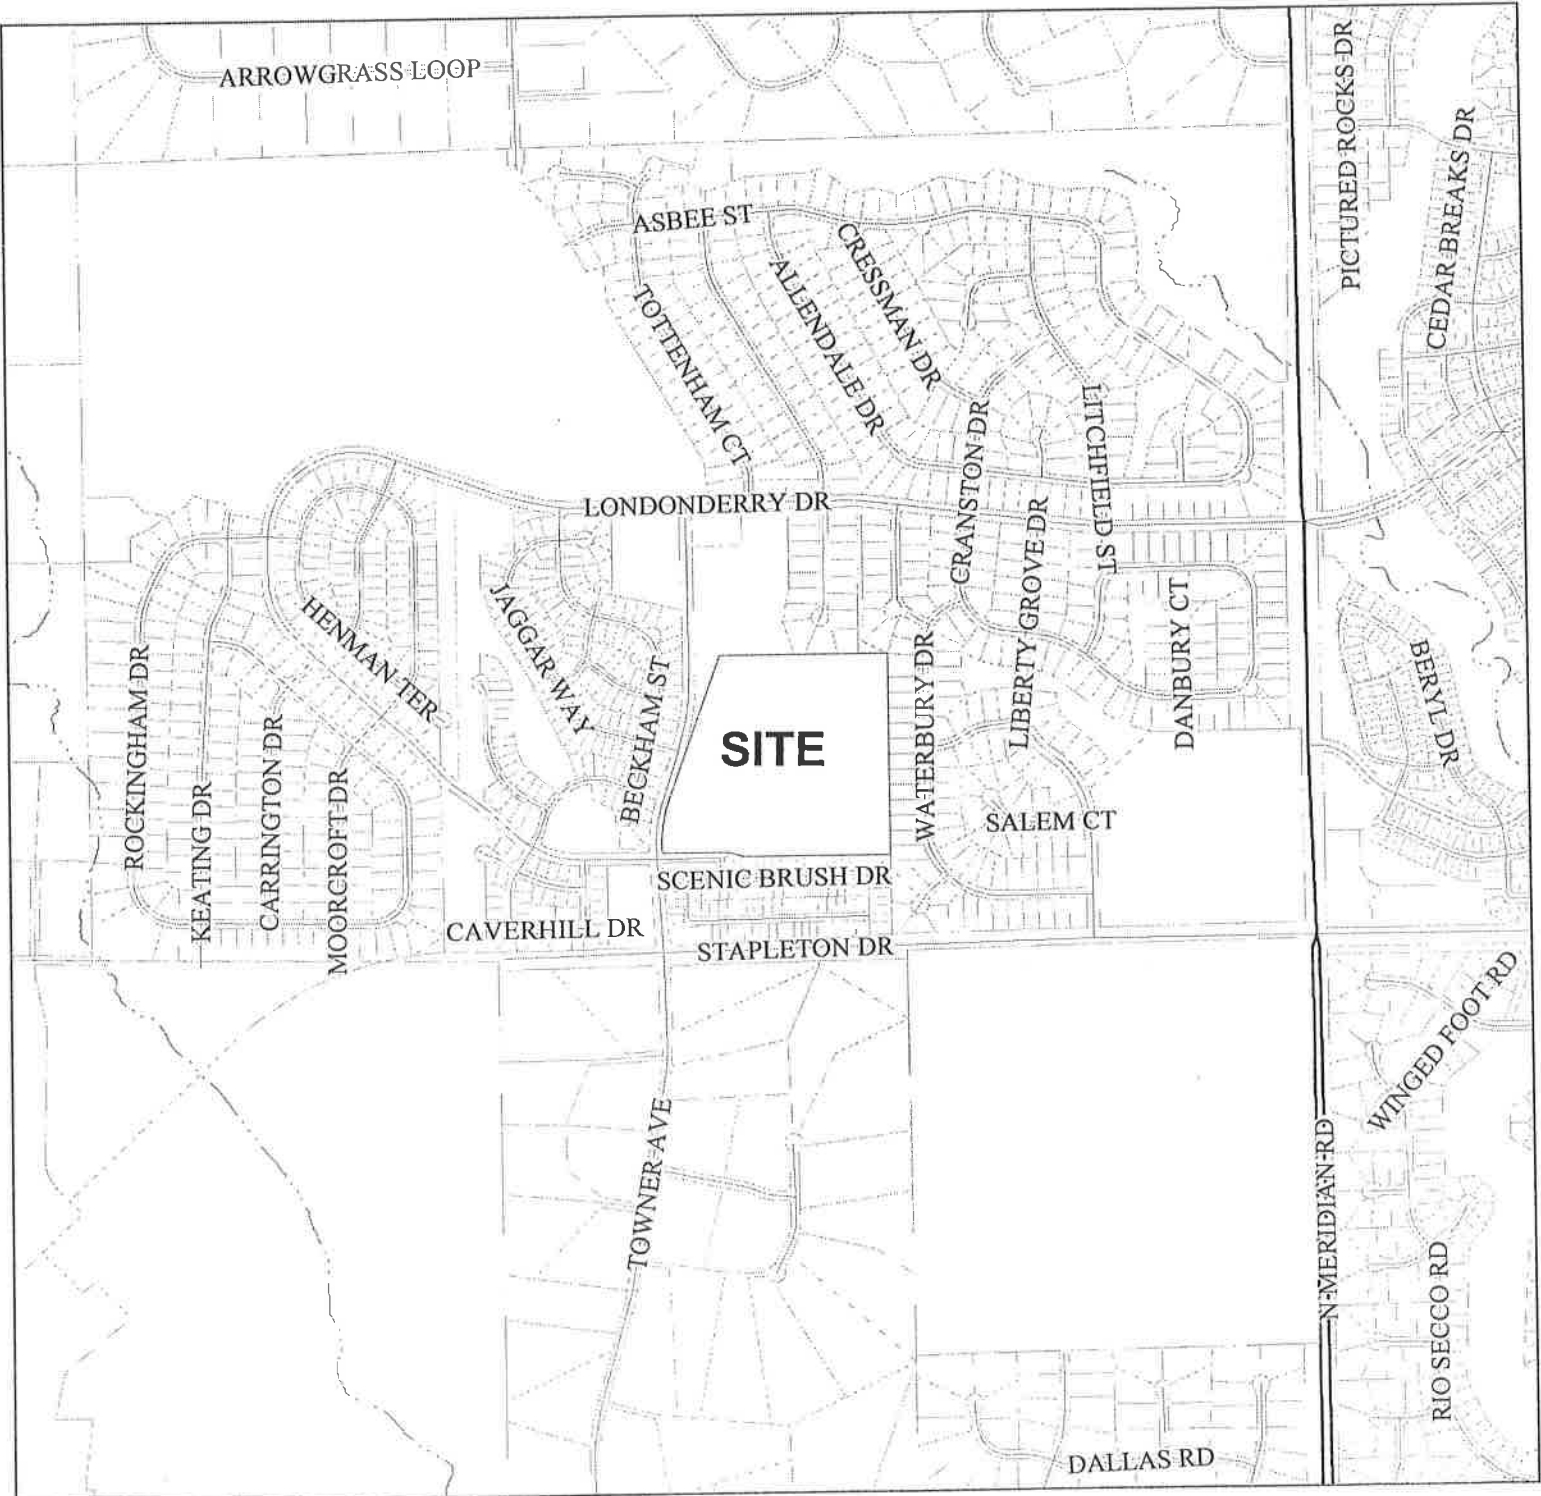 ARROWGRASS LOOP
PICTURED ROCKS DR
CEDAR BREAKS DR
ASBEE ST
CRESSMAN DR
ALLENDALE DR
TOTTENHAM CT
LITCHFIELD ST
CRANSTON DR
LONDONDERRY DR
LIBERTY GROVE DR
DANBURY CT
HENMAN TER
JAGGAR WAY
ROCKINGHAM DR
BECKHAM ST
SITE
WATERBURY DR
BERYL DR
KEATING DR
CARRINGTON DR
MOORCROFT DR
SALEM CT
SCENIC BRUSH DR
CAVERHILL DR
STAPLETON DR
WINGED FOOT RD
TOWNER AVE
N MERIDIAN RD
RIO SECCO RD
DALLAS RD